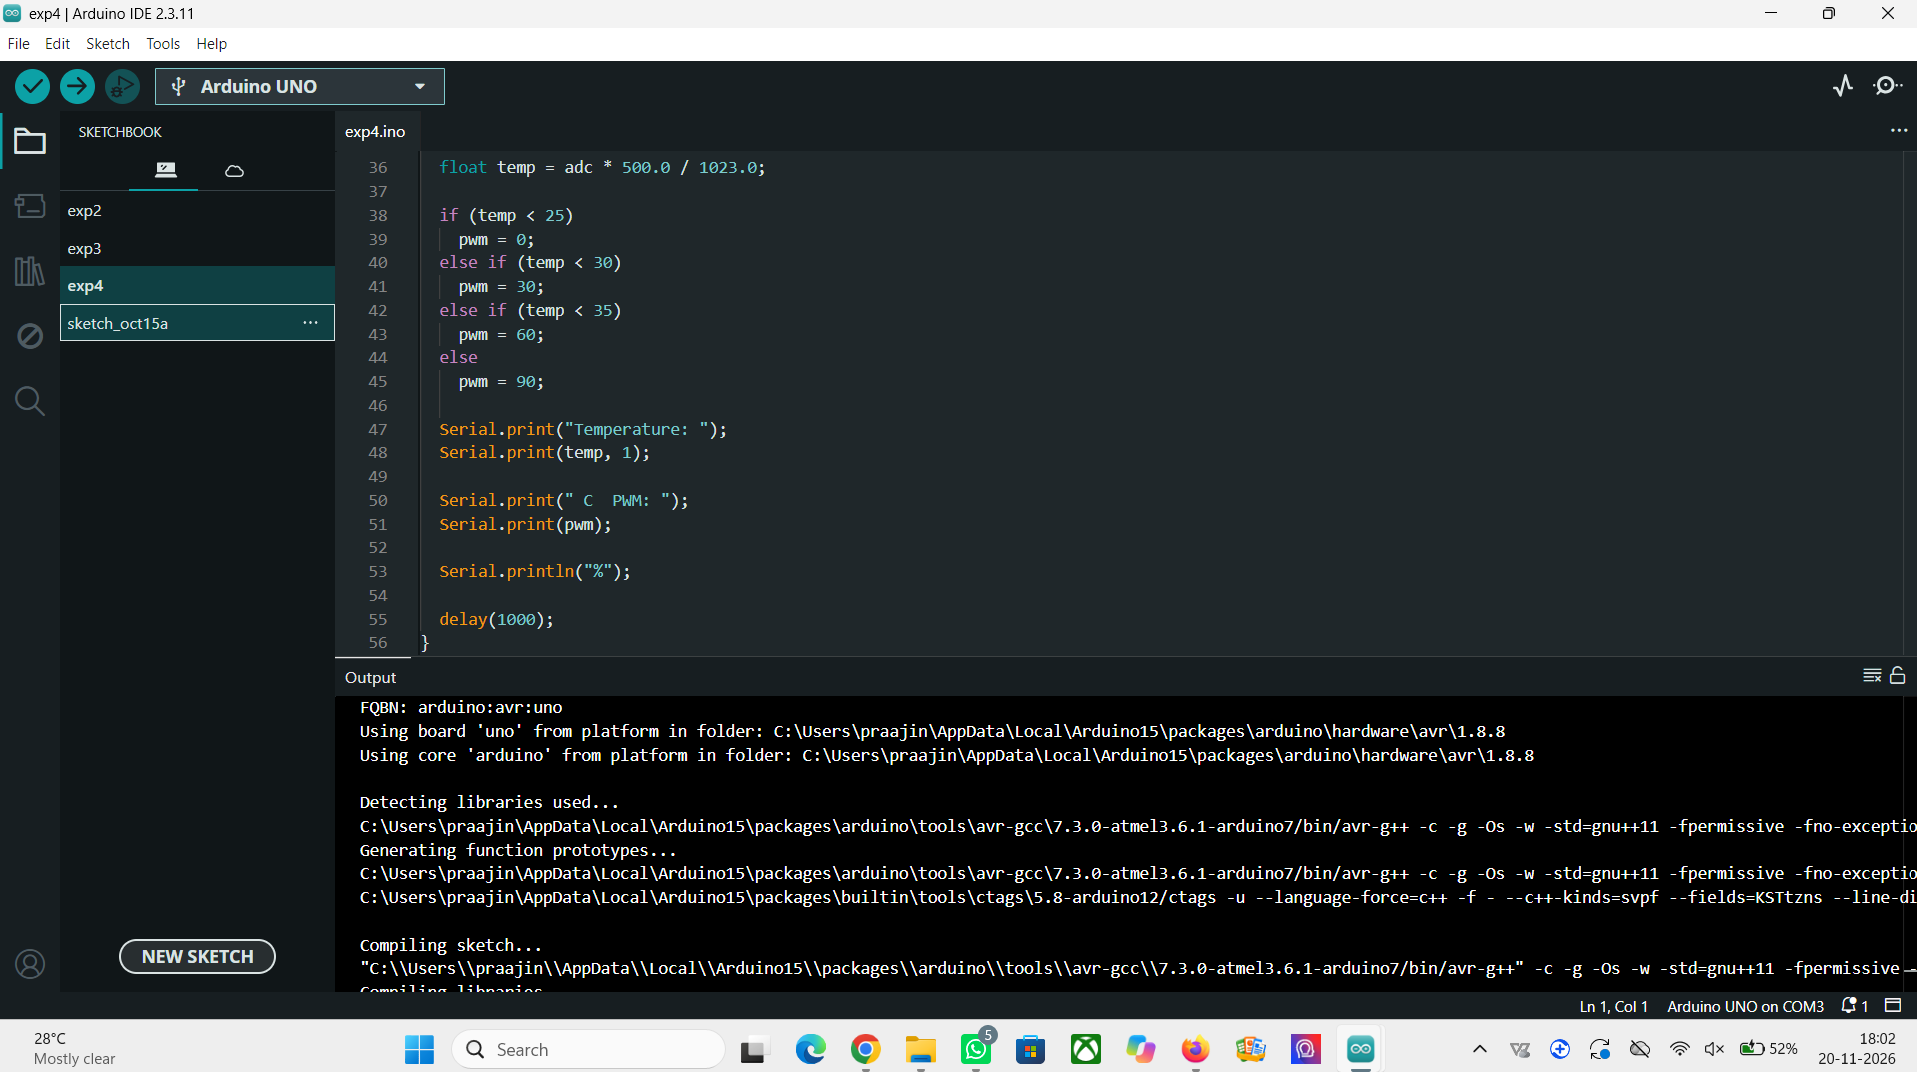 exp4 | Arduino IDE 2.3.11
File Edit Sketch Tools Help
Arduino UNO
SKETCHBOOK
exp2
exp3
exp4
sketch_oct15a
NEW SKETCH
exp4.ino
36 float temp = adc * 500.0 / 1023.0;
37
38 if (temp < 25)
39 pwm = 0;
40 else if (temp < 30)
41 pwm = 30;
42 else if (temp < 35)
43 pwm = 60;
44 else
45 pwm = 90;
46
47 Serial.print("Temperature: ");
48 Serial.print(temp, 1);
49
50 Serial.print(" C  PWM: ");
51 Serial.print(pwm);
52
53 Serial.println("%");
54
55 delay(1000);
56 }
Output
FQBN: arduino:avr:uno
Using board 'uno' from platform in folder: C:\Users\praajin\AppData\Local\Arduino15\packages\arduino\hardware\avr\1.8.8
Using core 'arduino' from platform in folder: C:\Users\praajin\AppData\Local\Arduino15\packages\arduino\hardware\avr\1.8.8
Detecting libraries used...
C:\Users\praajin\AppData\Local\Arduino15\packages\arduino\tools\avr-gcc\7.3.0-atmel3.6.1-arduino7/bin/avr-g++ -c -g -Os -w -std=gnu++11 -fpermissive -fno-exceptio
Generating function prototypes...
C:\Users\praajin\AppData\Local\Arduino15\packages\arduino\tools\avr-gcc\7.3.0-atmel3.6.1-arduino7/bin/avr-g++ -c -g -Os -w -std=gnu++11 -fpermissive -fno-exceptio
C:\Users\praajin\AppData\Local\Arduino15\packages\builtin\tools\ctags\5.8-arduino12/ctags -u --language-force=c++ -f - --c++-kinds=svpf --fields=KSTtzns --line-di
Compiling sketch...
"C:\\Users\\praajin\\AppData\\Local\\Arduino15\\packages\\arduino\\tools\\avr-gcc\\7.3.0-atmel3.6.1-arduino7/bin/avr-g++" -c -g -Os -w -std=gnu++11 -fpermissive -
Compiling libraries
Ln 1, Col 1 Arduino UNO on COM3 1
28°C
Mostly clear
Search
5
52%
18:02
20-11-2026